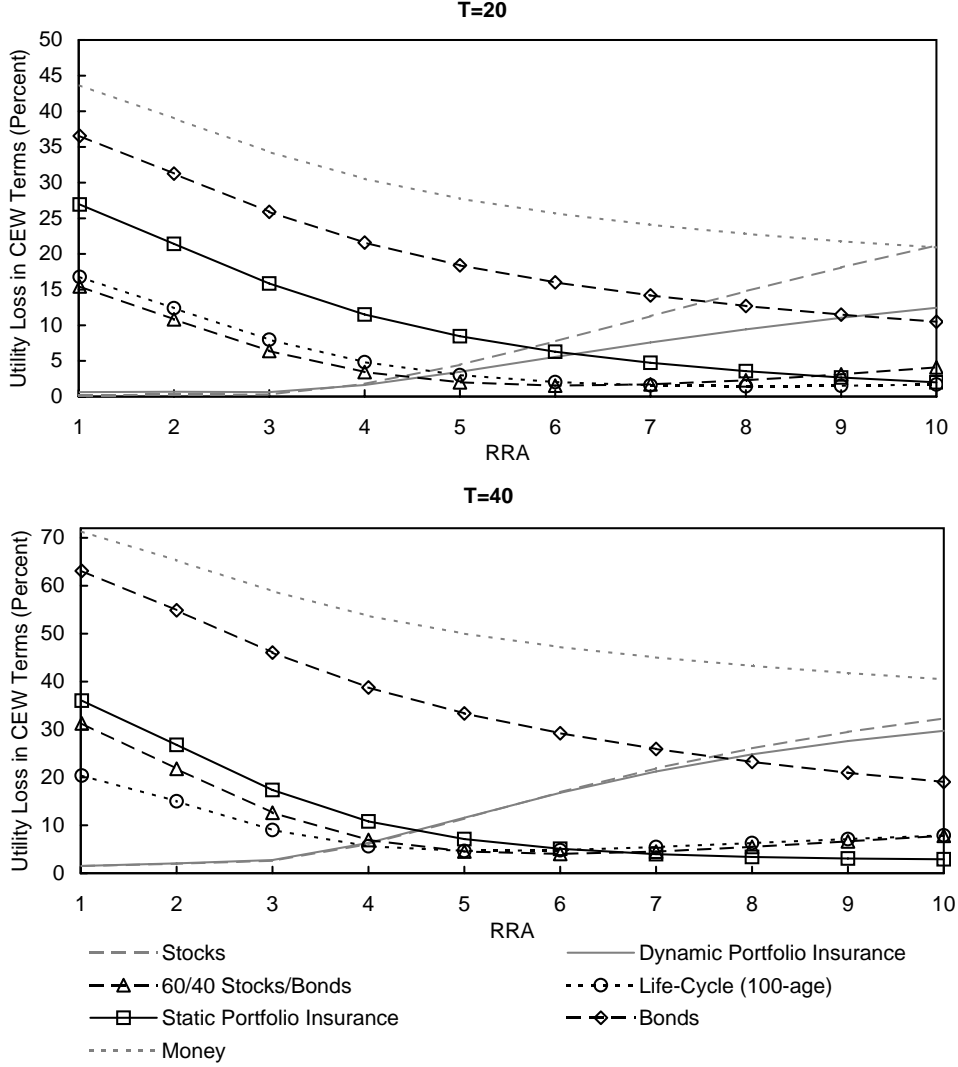 T=20
Utility Loss in CEW Terms (Percent)
50
45
40
35
30
25
20
15
10
5
0
1 2 3 4 5 6 7 8 9 10
RRA
T=40
Utility Loss in CEW Terms (Percent)
70
60
50
40
30
20
10
0
1 2 3 4 5 6 7 8 9 10
RRA
Stocks
Dynamic Portfolio Insurance
60/40 Stocks/Bonds
Life-Cycle (100-age)
Static Portfolio Insurance
Bonds
Money